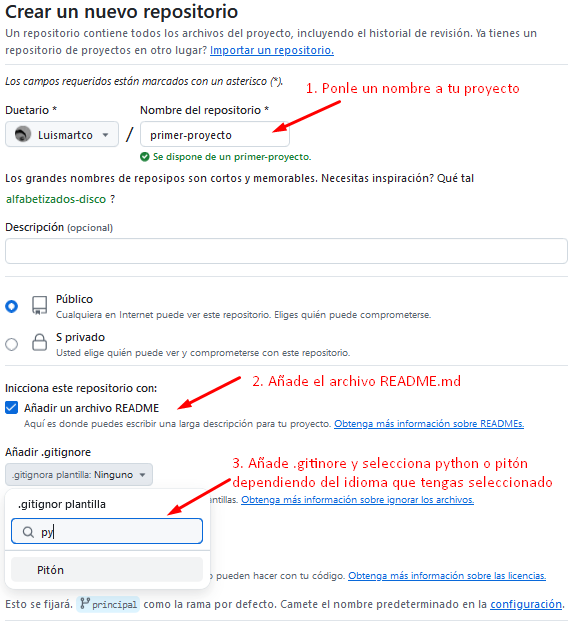 Crear un nuevo repositorio
Un repositorio contiene todos los archivos del proyecto, incluyendo el historial de revisión. Ya tienes un
repositorio de proyectos en otro lugar? Importar un repositorio.
Los campos requeridos están marcados con un asterisco (*).
1. Ponle un nombre a tu proyecto
Duetario *
Nombre del repositorio *
Luismartco
/
primer-proyecto
Se dispone de un primer-proyecto.
Los grandes nombres de reposipos son cortos y memorables. Necesitas inspiración? Qué tal
alfabetizados-disco ?
Descripción (opcional)
Público
Cualquiera en Internet puede ver este repositorio. Eliges quién puede comprometerse.
S privado
Usted elige quién puede ver y comprometerse con este repositorio.
Inicciona este repositorio con:
2. Añade el archivo README.md
Añadir un archivo README
Aquí es donde puedes escribir una larga descripción para tu proyecto. Obtenga más información sobre READMEs.
Añadir .gitignore
3. Añade .gitinore y selecciona python o pitón
dependiendo del idioma que tengas seleccionado
.gitignora plantilla: Ninguno
.gitignor plantilla
ntillas. Obtenga más información sobre ignorar los archivos.
py
Pitón
o pueden hacer con tu código. Obtenga más información sobre las licencias.
Esto se fijará. principal como la rama por defecto. Camete el nombre predeterminado en la configuración.